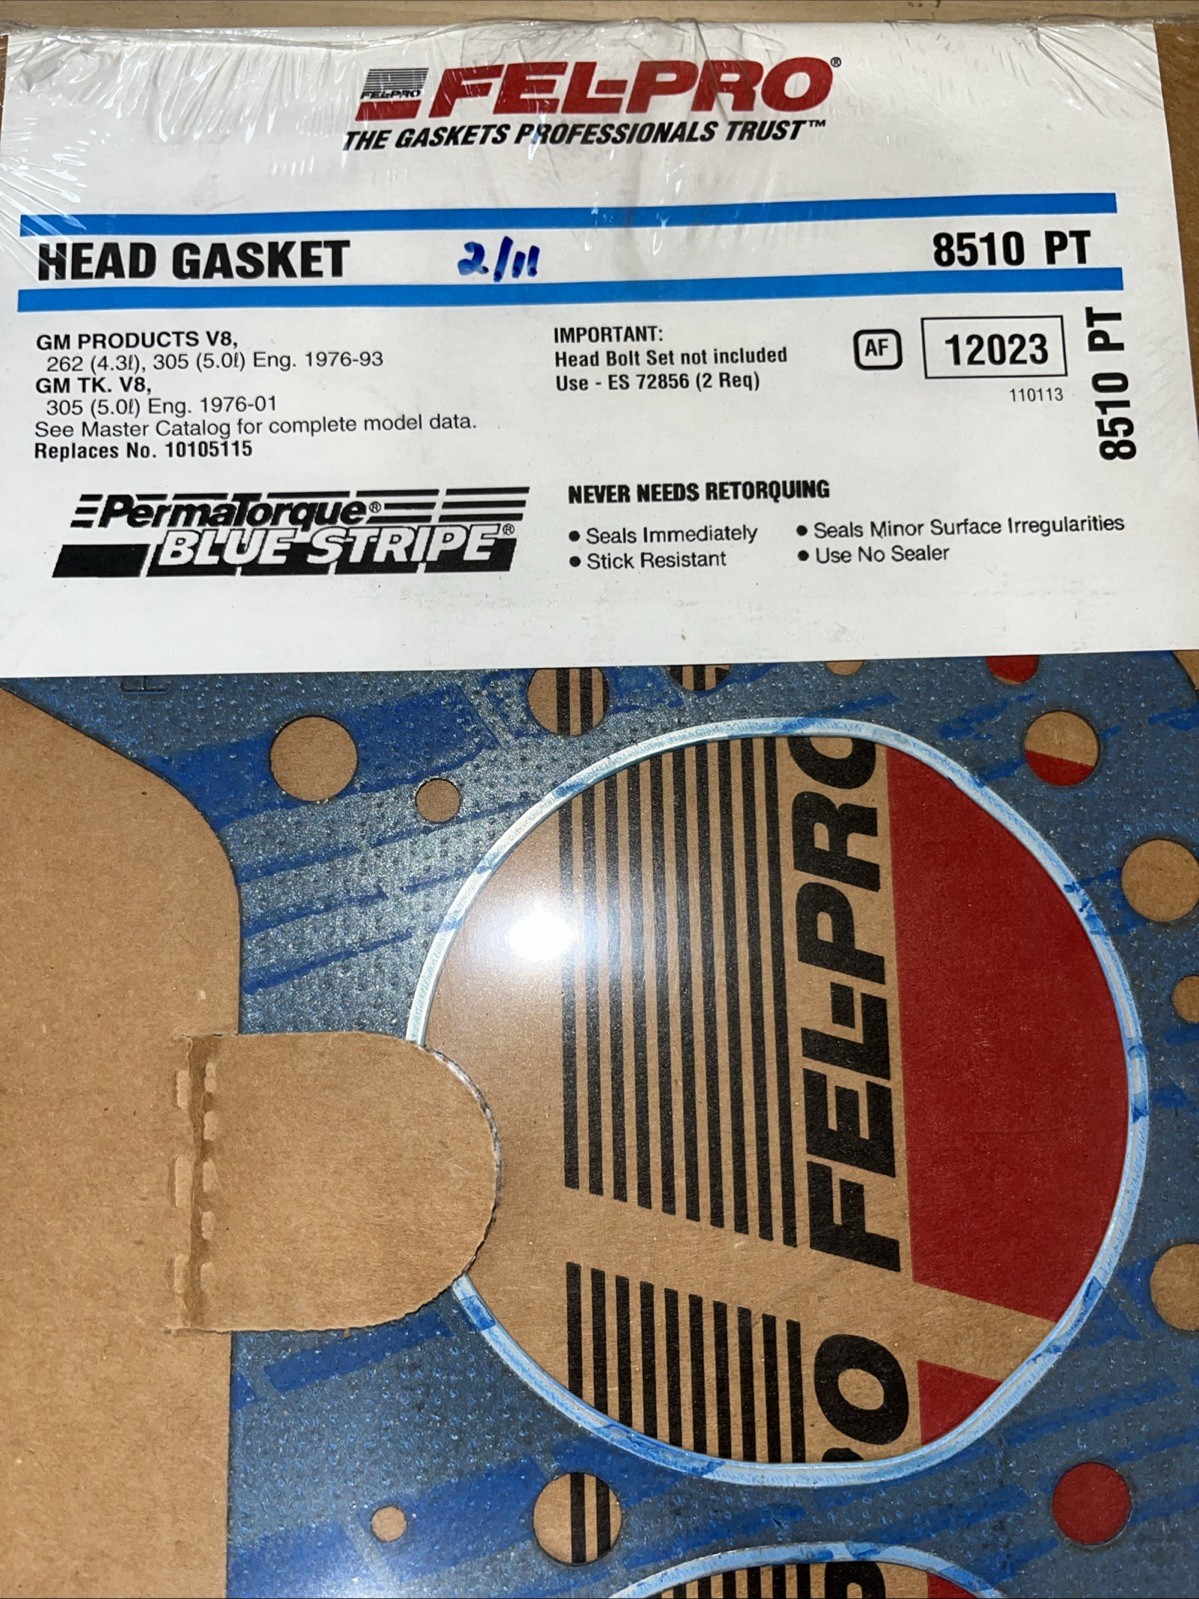 FEL-PRO
FEL-PRO®
THE GASKETS PROFESSIONALS TRUST™
HEAD GASKET
2/11
8510 PT
GM PRODUCTS V8,
262 (4.3ℓ), 305 (5.0ℓ) Eng. 1976-93
GM TK. V8,
305 (5.0ℓ) Eng. 1976-01
See Master Catalog for complete model data.
Replaces No. 10105115
IMPORTANT:
Head Bolt Set not included
Use - ES 72856 (2 Req)
AF
12023
110113
8510 PT
PermaTorque®
BLUE STRIPE®
NEVER NEEDS RETORQUING
• Seals Immediately
• Stick Resistant
• Seals Minor Surface Irregularities
• Use No Sealer
FEL-PRO
RO